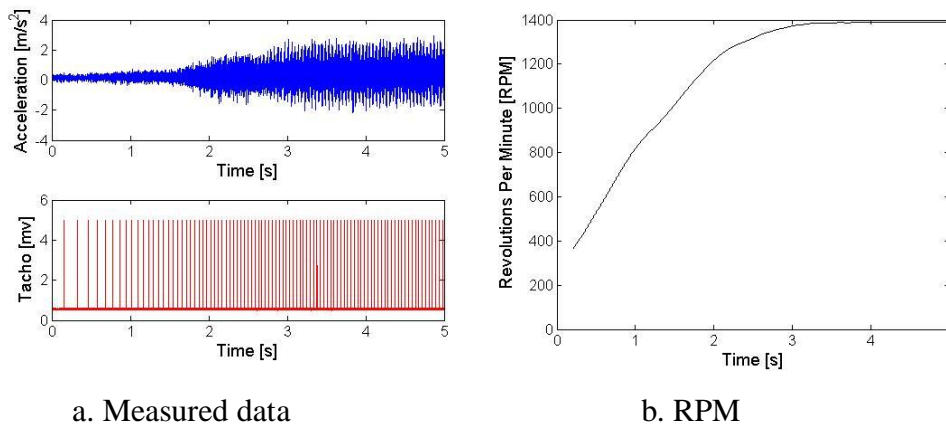 Acceleration [m/s²]
4
2
0
-2
-4
0 1 2 3 4 5
Time [s]
Tacho [mv]
6
4
2
0
0 1 2 3 4 5
Time [s]
a. Measured data
Revolutions Per Minute [RPM]
1400
1200
1000
800
600
400
200
0
0 1 2 3 4
Time [s]
b. RPM